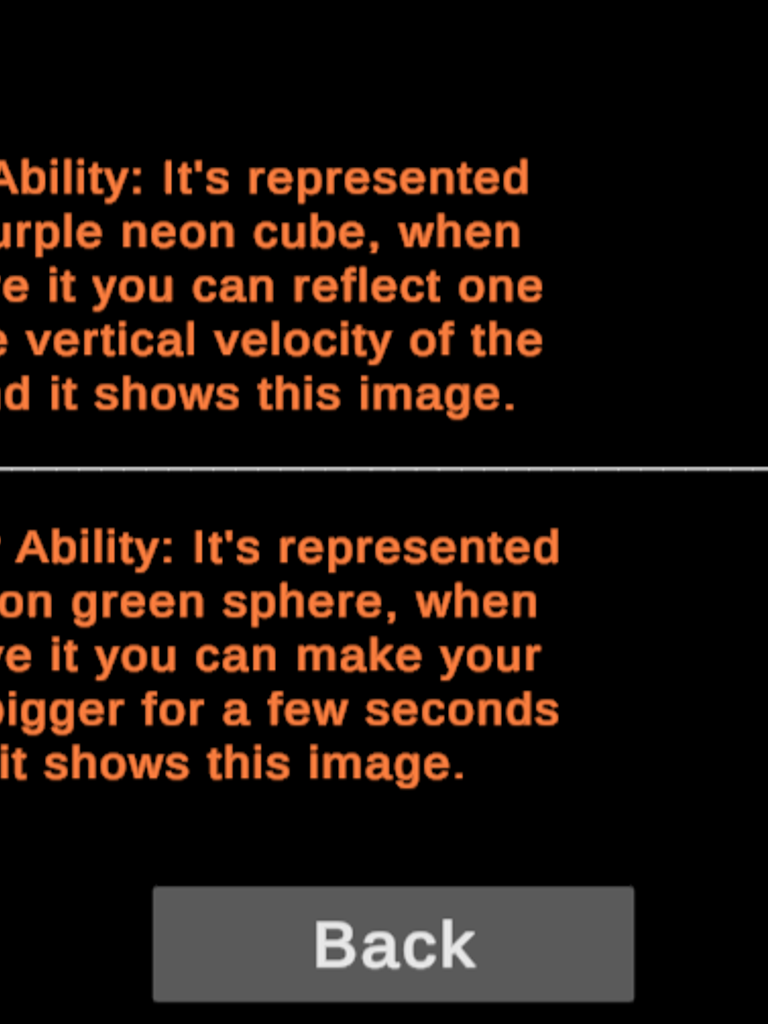 Ability: It's represented
urple neon cube, when
e it you can reflect one
e vertical velocity of the
nd it shows this image.
Ability: It's represented
on green sphere, when
ve it you can make your
bigger for a few seconds
it shows this image.
Back